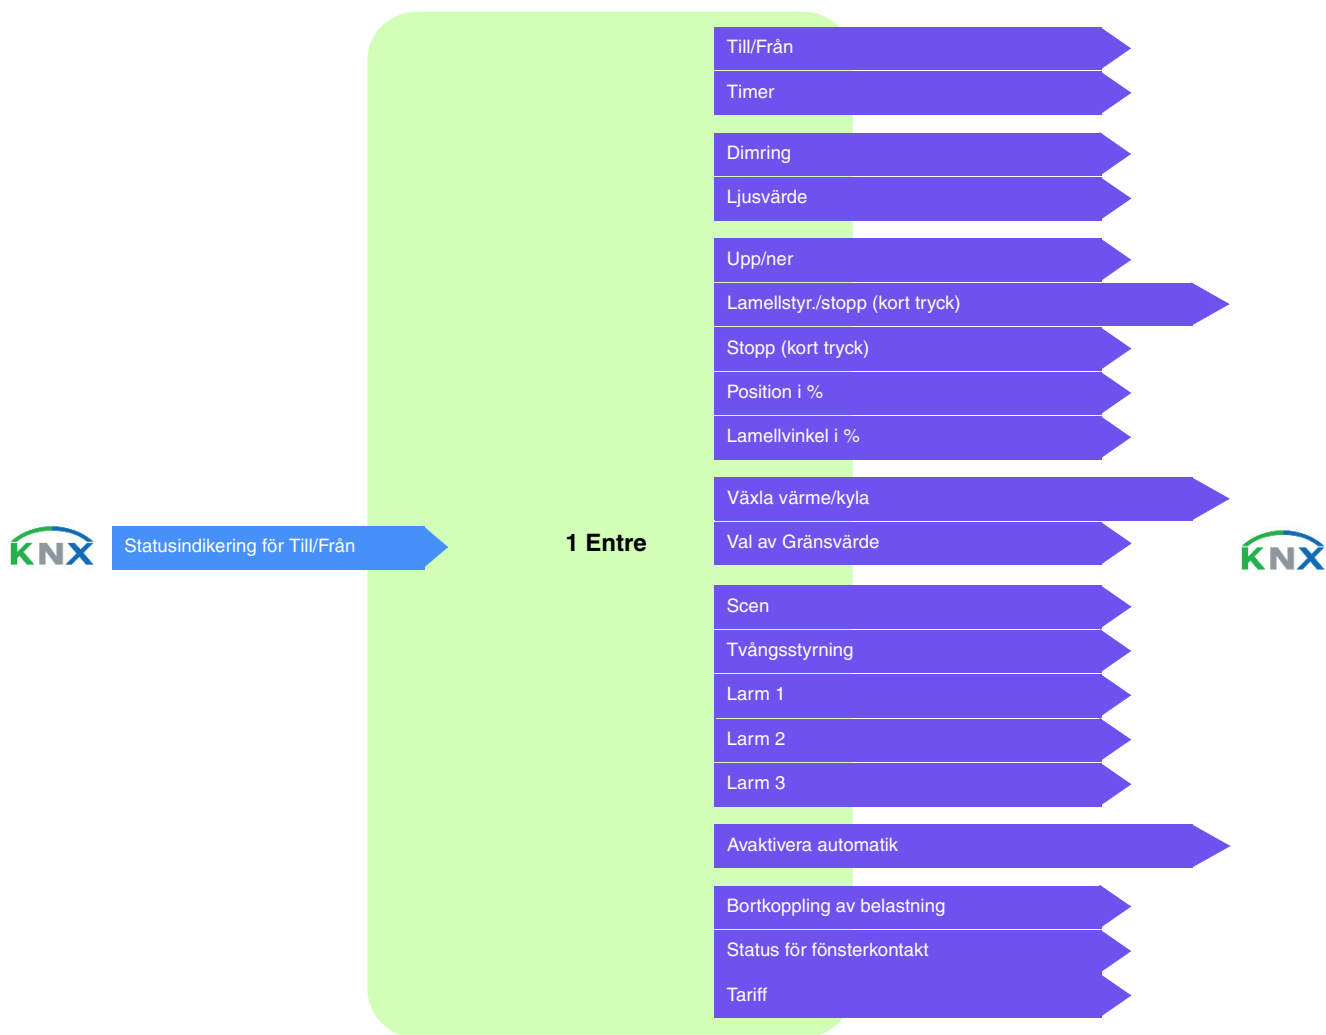 Till/Från
Timer
Dimring
Ljusvärde
Upp/ner
Lamellstyr./stopp (kort tryck)
Stopp (kort tryck)
Position i %
Lamellvinkel i %
Växla värme/kyla
KNX
Statusindikering för Till/Från
1 Entre
Val av Gränsvärde
KNX
Scen
Tvångsstyrning
Larm 1
Larm 2
Larm 3
Avaktivera automatik
Bortkoppling av belastning
Status för fönsterkontakt
Tariff